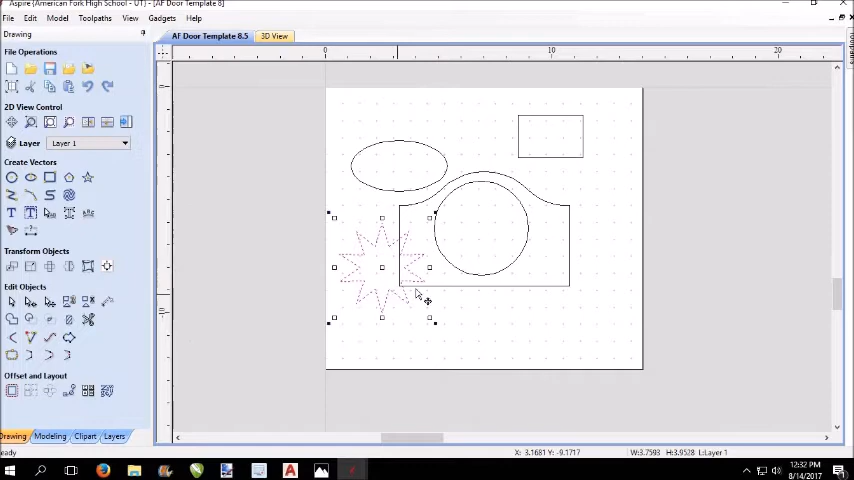 Aspire (American Fork High School - UT) - [AF Door Template 8]
File Edit Model Toolpaths View Gadgets Help
Drawing
AF Door Template 8.5
3D View
Toolpaths
File Operations
0
10
20
2D View Control
Layer
Layer 1
Create Vectors
Transform Objects
Edit Objects
Offset and Layout
Drawing Modeling Clipart Layers
eady
X: 3.1681 Y: -9.1717
W:3.7593 H:3.9528 L:Layer 1
12:32 PM
8/14/2017